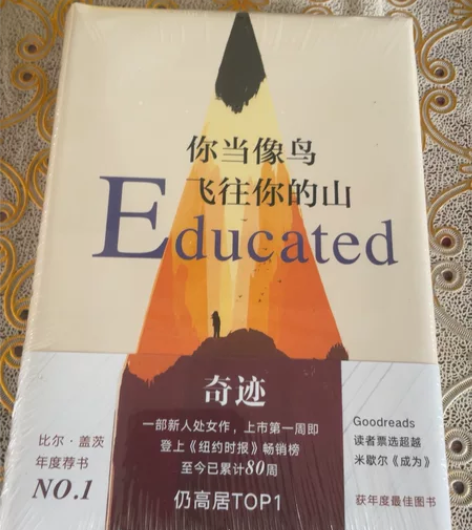 你当像鸟
飞往你的山
Educated
奇迹
一部新人处女作，上市第一周即
登上《纽约时报》畅销榜
至今已累计80周
仍高居TOP1
比尔·盖茨
年度荐书
NO.1
Goodreads
读者票选超越
米歇尔《成为》
获年度最佳图书